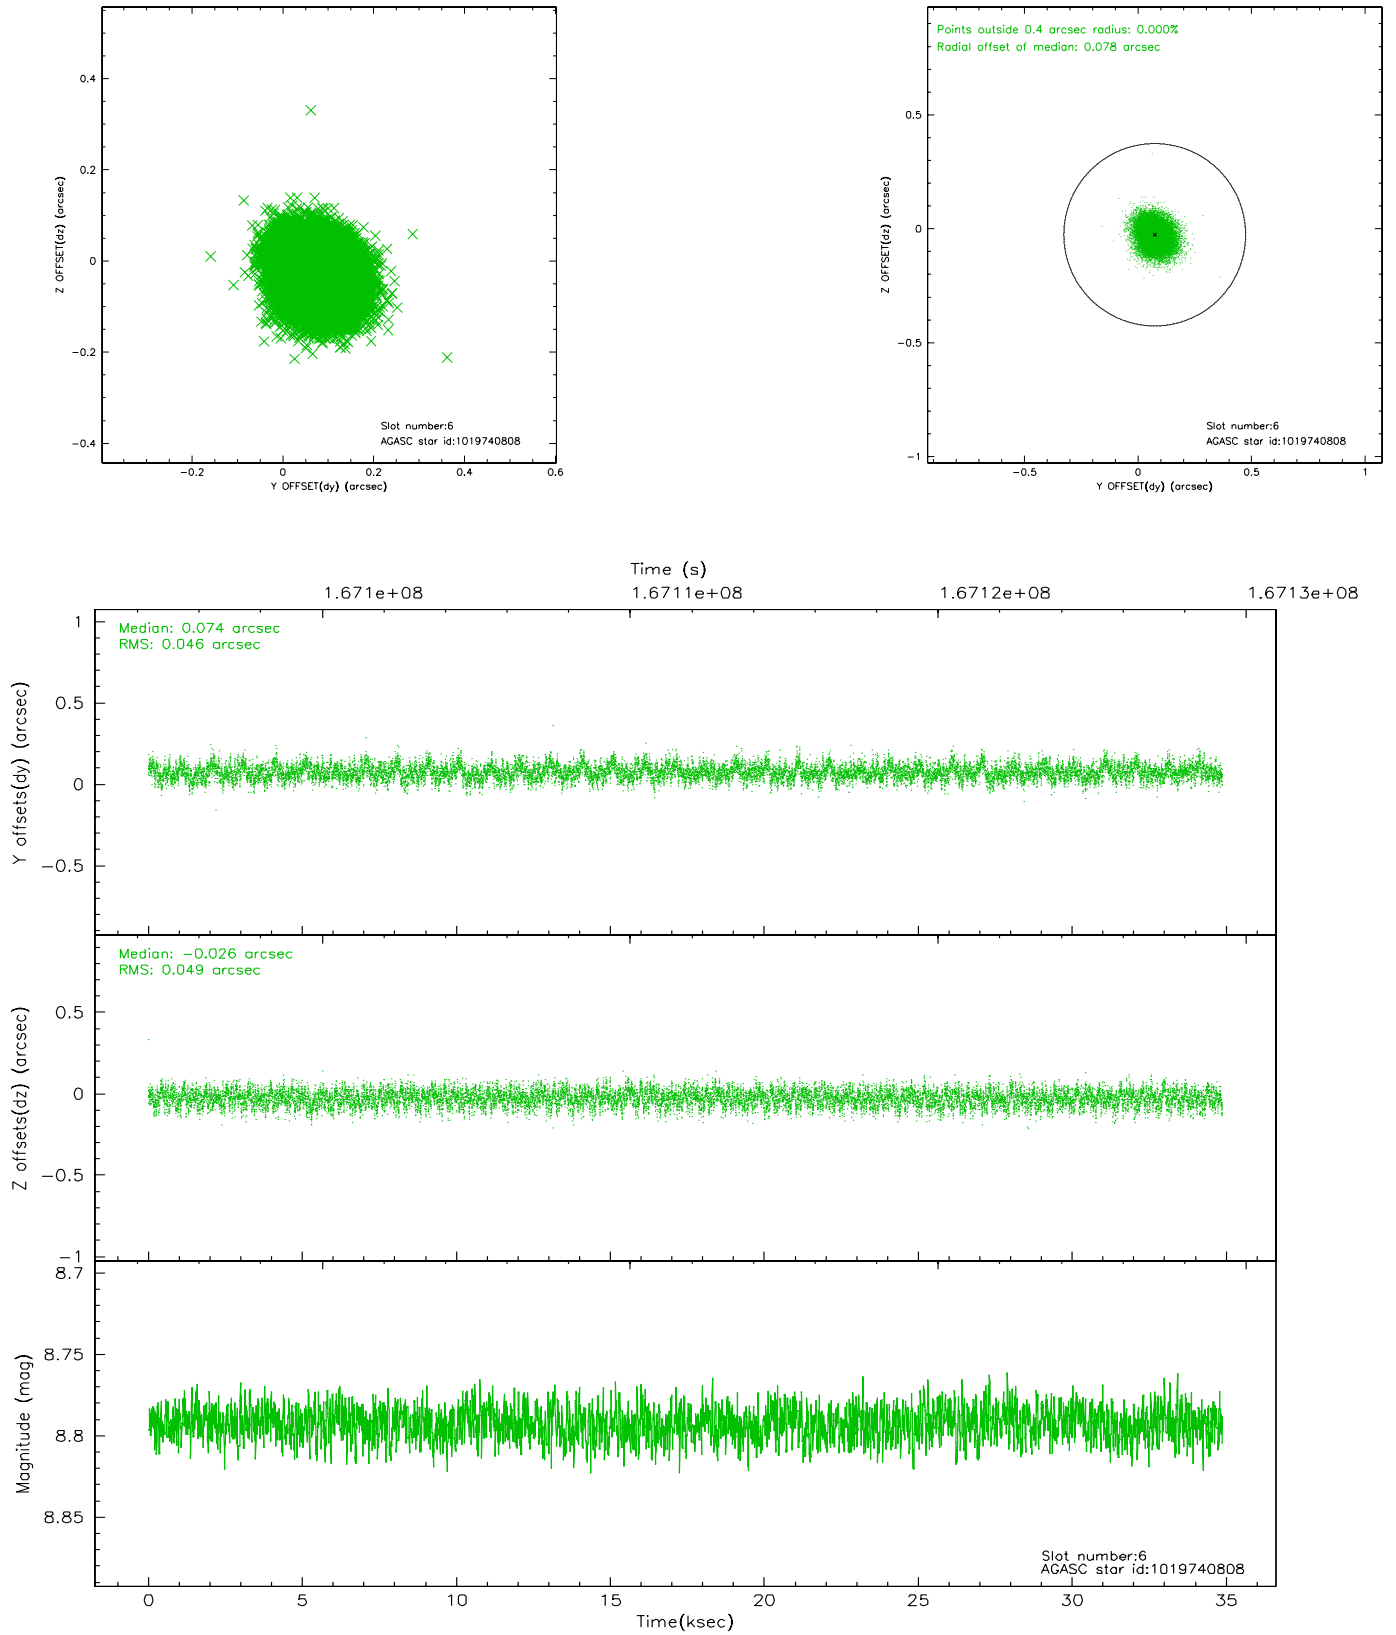 0.4
0.2
0
−0.2
−0.4
−0.2
0
0.2
0.4
0.6
Z OFFSET(dz) (arcsec)
Y OFFSET(dy) (arcsec)
Slot number:6
AGASC star id:1019740808
Points outside 0.4 arcsec radius: 0.000%
Radial offset of median: 0.078 arcsec
0.5
0
−0.5
−1
−0.5
0
0.5
1
Z OFFSET(dz) (arcsec)
Y OFFSET(dy) (arcsec)
Slot number:6
AGASC star id:1019740808
Time (s)
1.671e+08
1.6711e+08
1.6712e+08
1.6713e+08
Median: 0.074 arcsec
RMS: 0.046 arcsec
1
0.5
0
−0.5
Y offsets(dy) (arcsec)
Median: −0.026 arcsec
RMS: 0.049 arcsec
0.5
0
−0.5
−1
Z offsets(dz) (arcsec)
8.7
8.75
8.8
8.85
Magnitude (mag)
Slot number:6
AGASC star id:1019740808
0
5
10
15
20
25
30
35
Time(ksec)